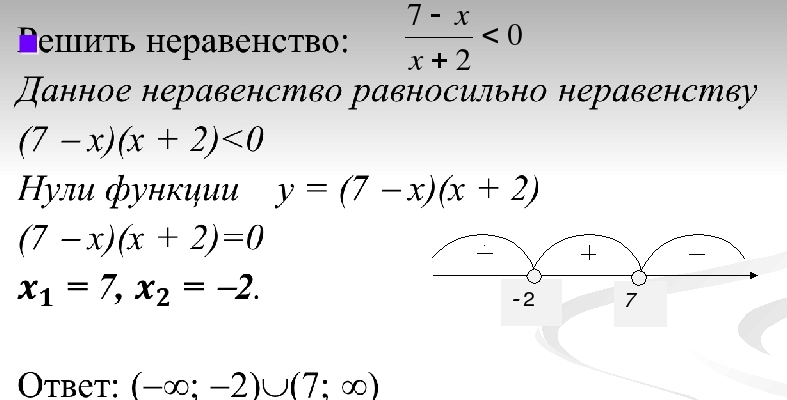 Решить неравенство: (7 - x)/(x + 2) < 0
Данное неравенство равносильно неравенству
(7 – x)(x + 2)<0
Нули функции y = (7 – x)(x + 2)
(7 – x)(x + 2)=0
x₁ = 7, x₂ = –2.
– + –
-2 7
Ответ: (–∞; –2)∪(7; ∞)